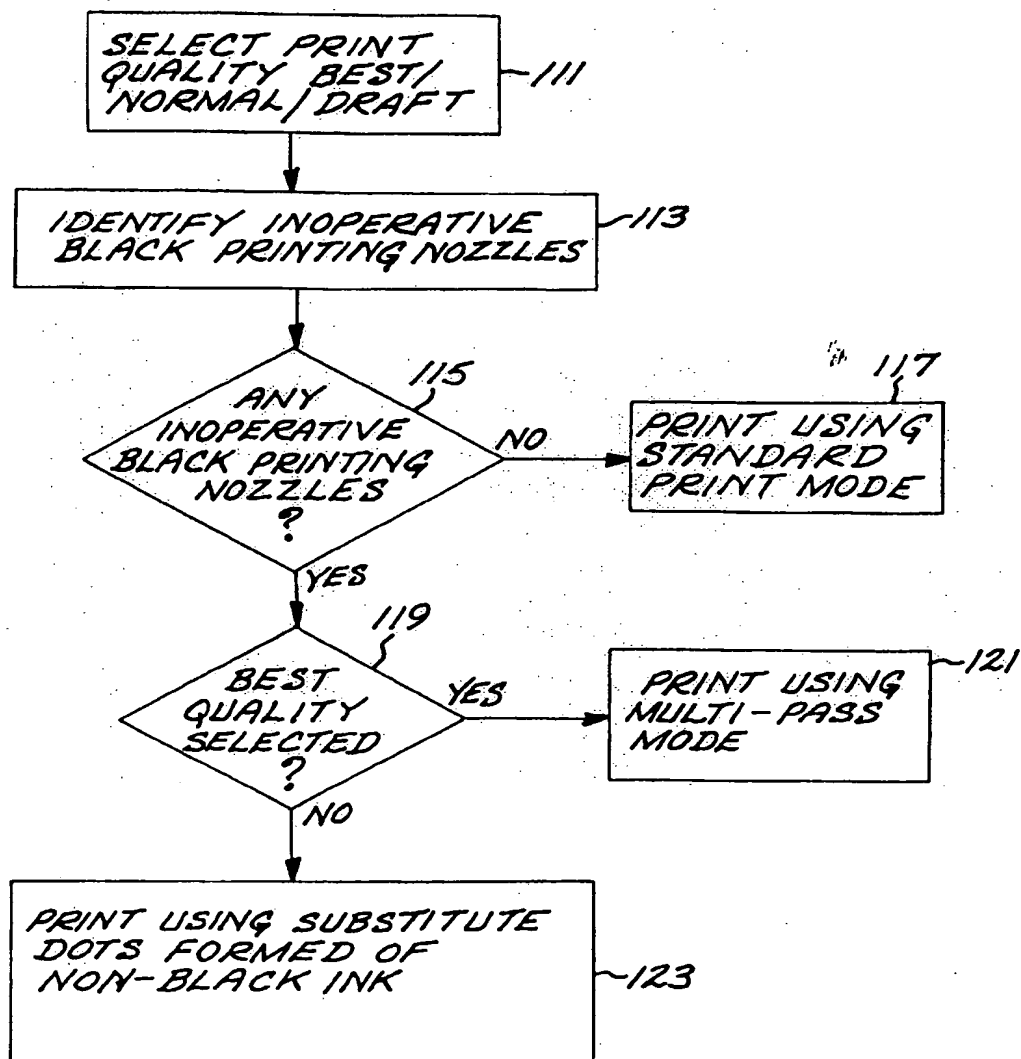 SELECT PRINT
QUALITY BEST/
NORMAL/DRAFT
111
IDENTIFY INOPERATIVE
BLACK PRINTING NOZZLES
113
ANY
INOPERATIVE
BLACK PRINTING
NOZZLES
?
115
NO
117
PRINT USING
STANDARD
PRINT MODE
YES
119
BEST
QUALITY
SELECTED
?
YES
121
PRINT USING
MULTI-PASS
MODE
NO
PRINT USING SUBSTITUTE
DOTS FORMED OF
NON-BLACK INK
123